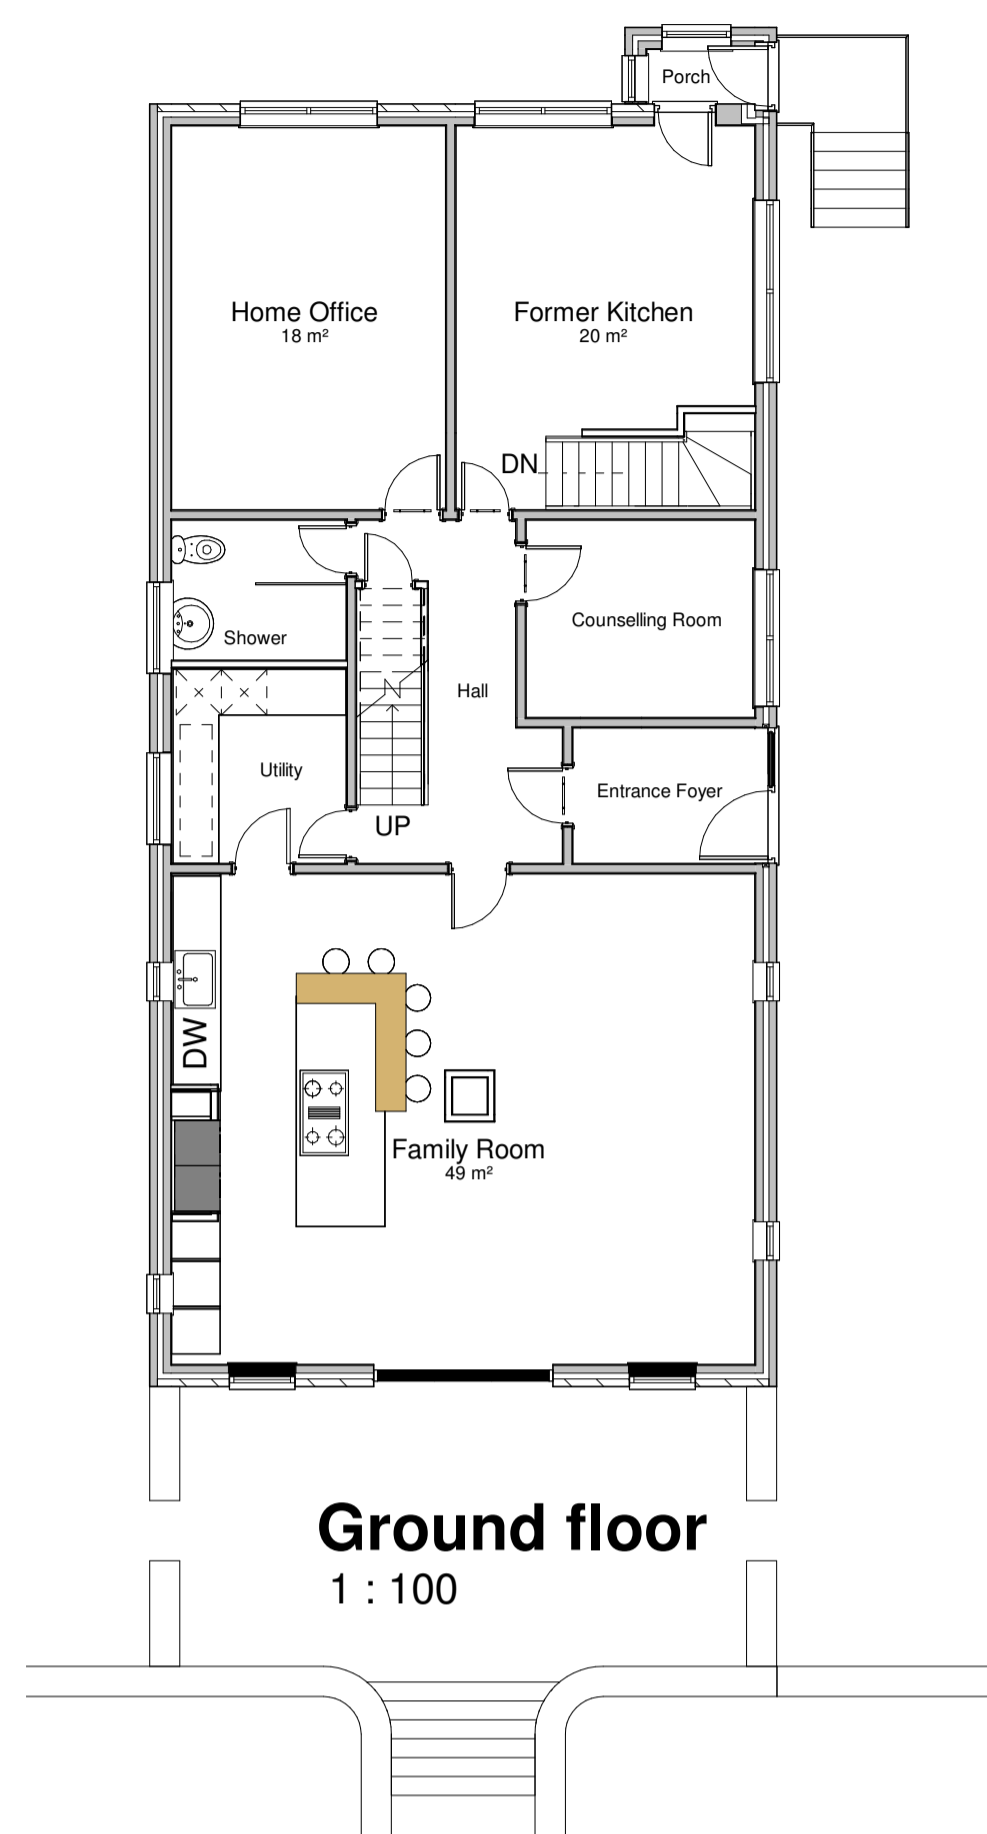 Porch
Home Office
18 m²
Former Kitchen
20 m²
DN
Shower
Counselling Room
Hall
Utility
Entrance Foyer
UP
DW
Family Room
49 m²
Ground floor
1 : 100